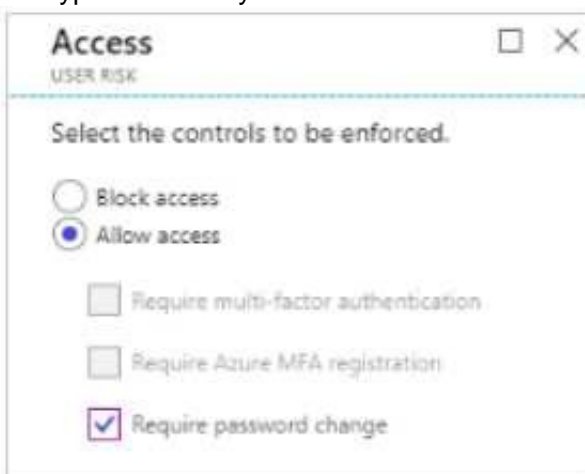 Access
USER RISK
Select the controls to be enforced.
Block access
Allow access
Require multi-factor authentication
Require Azure MFA registration
Require password change